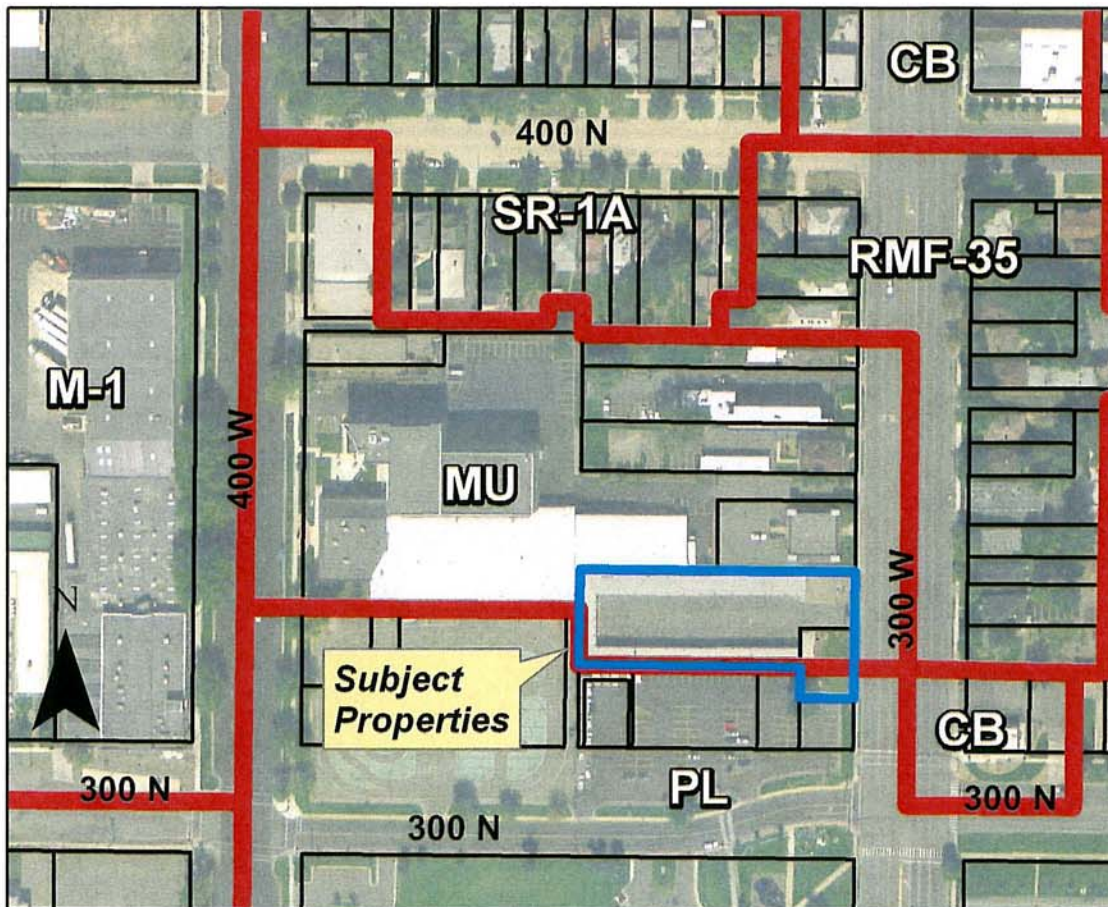 CB
400 N
SR-1A
RMF-35
M-1
400 W
MU
300 W
N
Subject
Properties
CB
300 N
PL
300 N
300 N